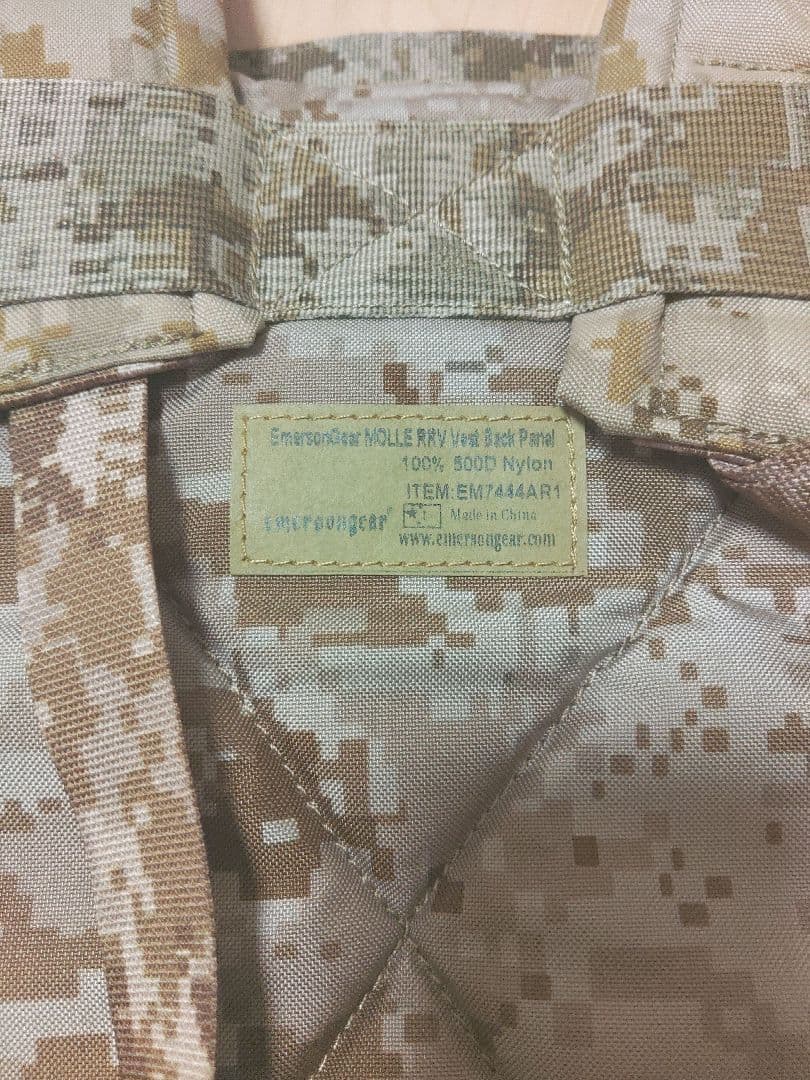 EmersonGear MOLLE RRV Vest Back Panel
100% 500D Nylon
ITEM:EM7444AR1
emersongear® Made in China
www.emersongear.com